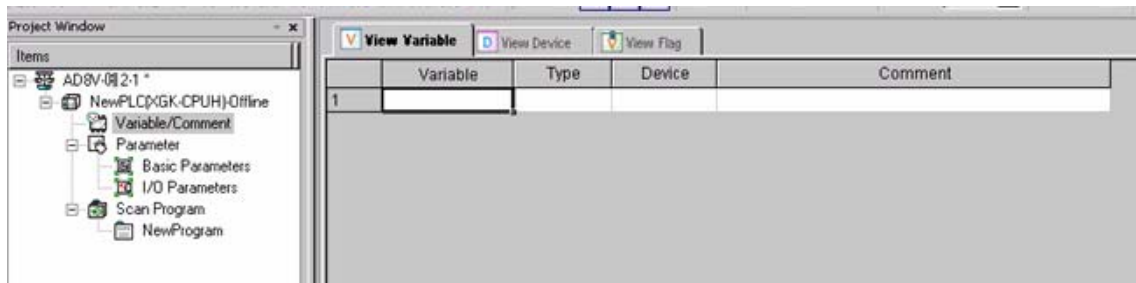 Project Window
Items
AD8V-예2-1 *
NewPLC(XGK-CPUH)-Offline
Variable/Comment
Parameter
Basic Parameters
I/O Parameters
Scan Program
NewProgram
V View Variable D View Device View Flag
Variable Type Device Comment
1